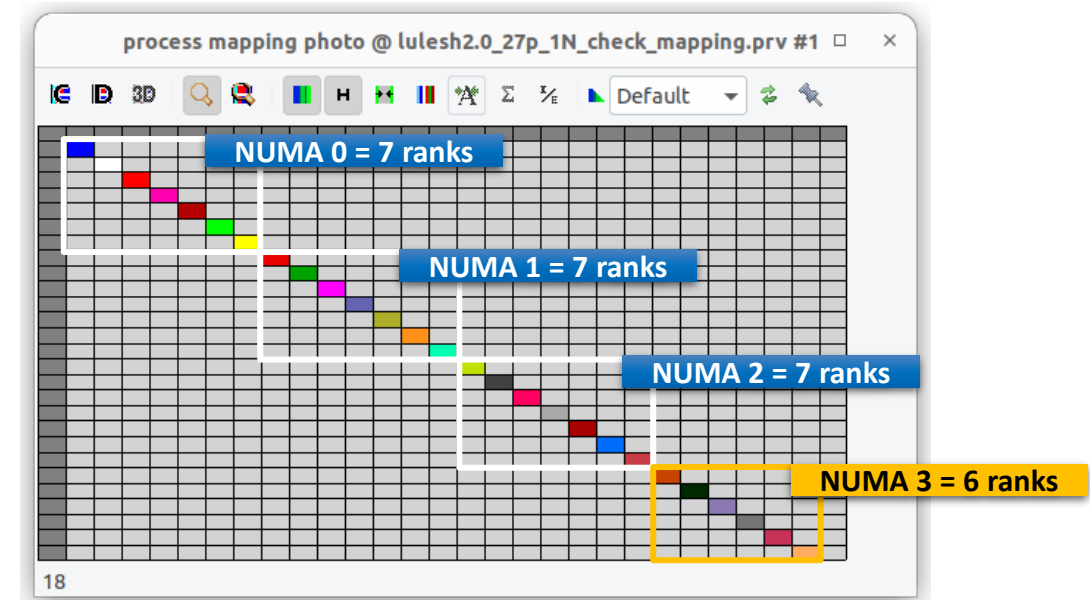 process mapping photo @ lulesh2.0_27p_1N_check_mapping.prv #1
3D Σ Default
NUMA 0 = 7 ranks
NUMA 1 = 7 ranks
NUMA 2 = 7 ranks
NUMA 3 = 6 ranks
18